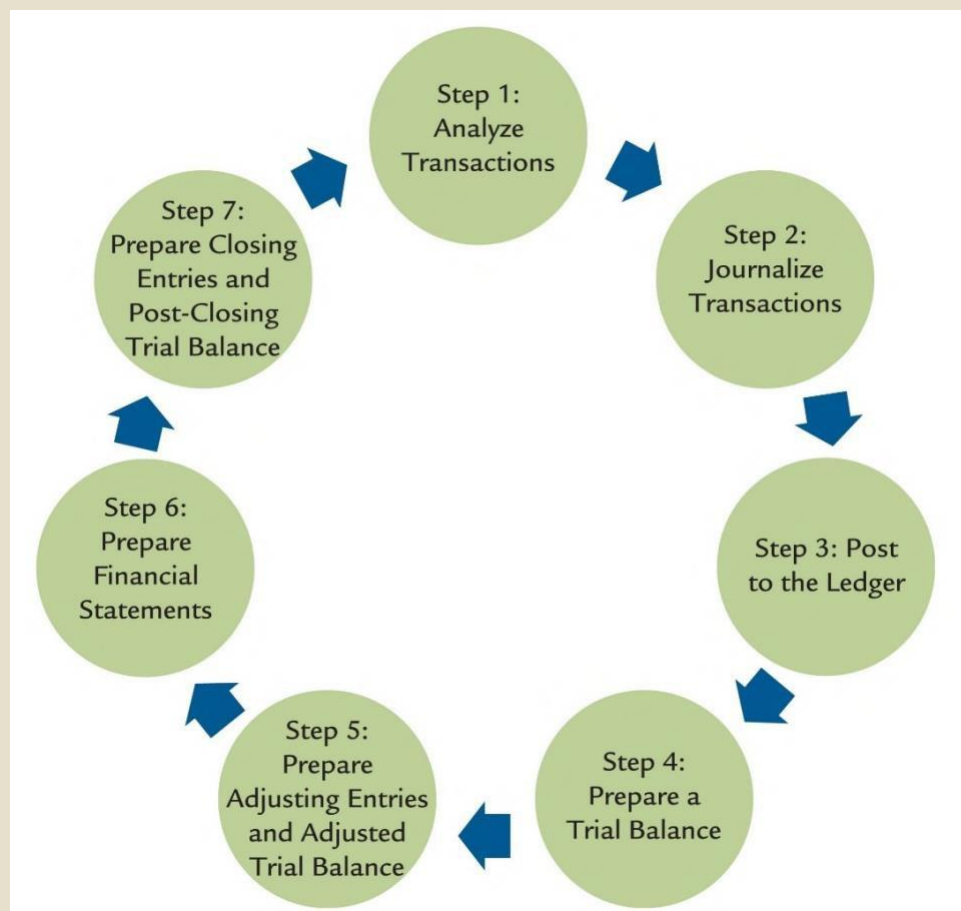 Step 1:
Analyze
Transactions
Step 2:
Journalize
Transactions
Step 3: Post
to the Ledger
Step 4:
Prepare a
Trial Balance
Step 5:
Prepare
Adjusting Entries
and Adjusted
Trial Balance
Step 6:
Prepare
Financial
Statements
Step 7:
Prepare Closing
Entries and
Post-Closing
Trial Balance